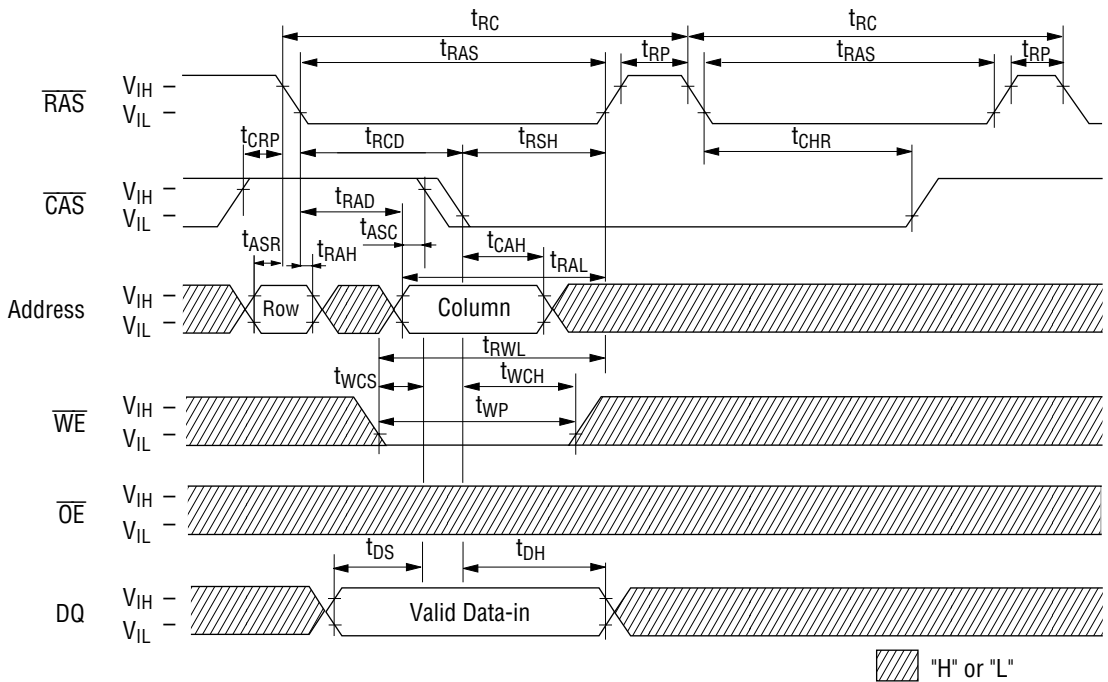 tRC tRC
tRAS tRP tRAS tRP
RAS VIH
VIL
tCRP tRCD tRSH tCHR
CAS VIH
VIL
tRAD
tASC
tASR tRAH tCAH
tRAL
Address VIH
VIL
Row Column
tRWL
tWCS tWCH
tWP
WE VIH
VIL
OE VIH
VIL
tDS tDH
DQ VIH
VIL
Valid Data-in
"H" or "L"